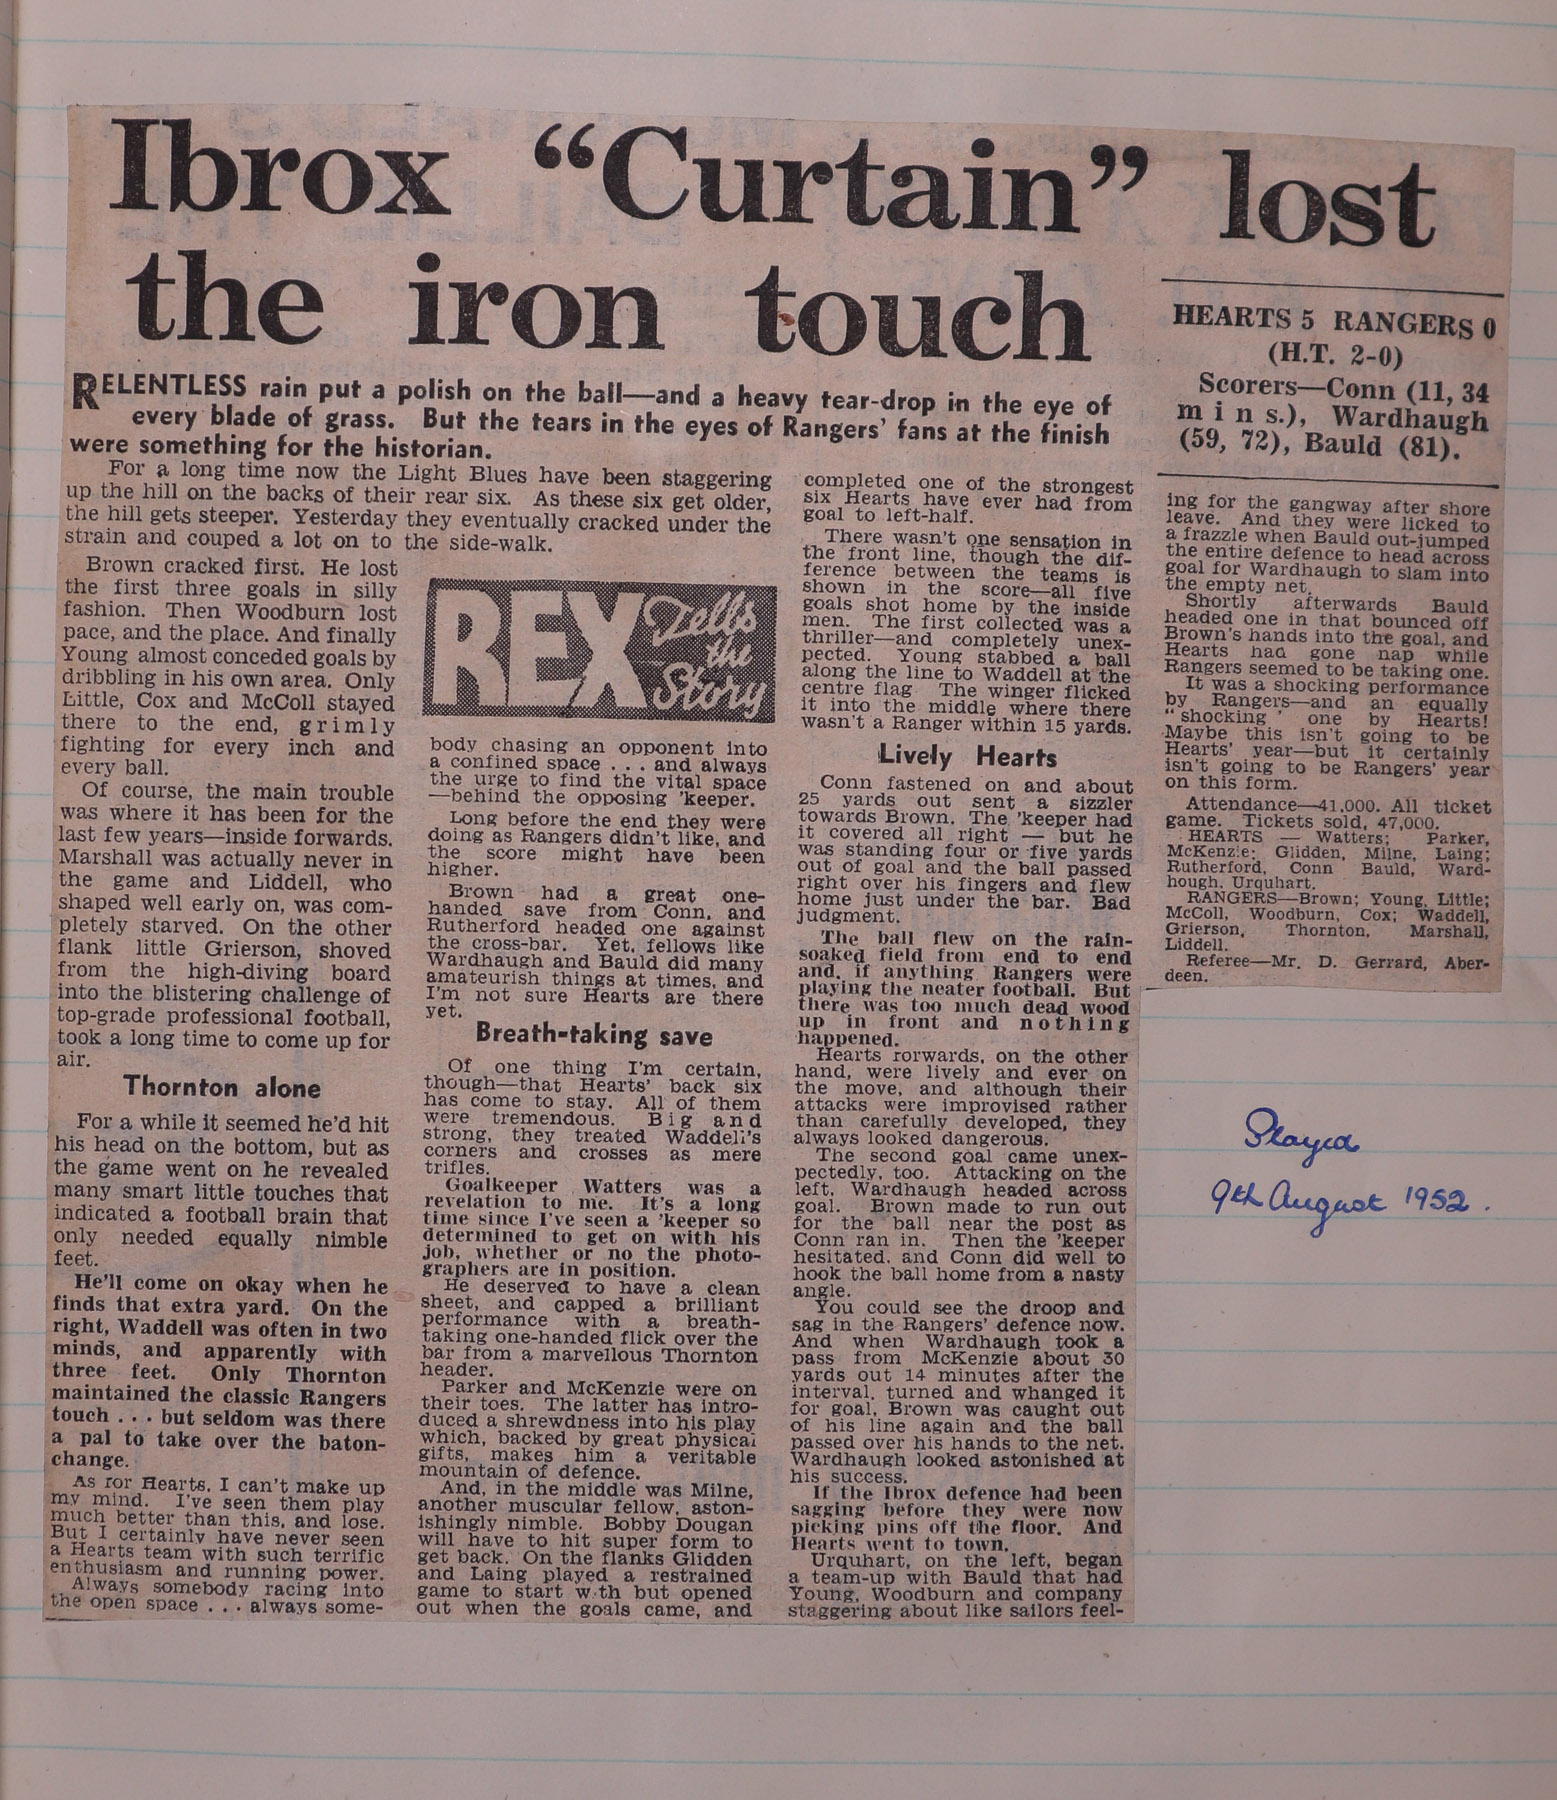 Ibrox “Curtain” lost
the iron touch
RELENTLESS rain put a polish on the ball—and a heavy tear-drop in the eye of
every blade of grass. But the tears in the eyes of Rangers’ fans at the finish
were something for the historian.
For a long time now the Light Blues have been staggering
up the hill on the backs of their rear six. As these six get older,
the hill gets steeper. Yesterday they eventually cracked under the
strain and couped a lot on to the side-walk.
Brown cracked first. He lost
the first three goals in silly
fashion. Then Woodburn lost
pace, and the place. And finally
Young almost conceded goals by
dribbling in his own area. Only
Little, Cox and McColl stayed
there to the end, grimly
fighting for every inch and
every ball.
Of course, the main trouble
was where it has been for the
last few years—inside forwards.
Marshall was actually never in
the game and Liddell, who
shaped well early on, was com-
pletely starved. On the other
flank little Grierson, shoved
from the high-diving board
into the blistering challenge of
top-grade professional football,
took a long time to come up for
air.
Thornton alone
For a while it seemed he’d hit
his head on the bottom, but as
the game went on he revealed
many smart little touches that
indicated a football brain that
only needed equally nimble
feet.
He’ll come on okay when he
finds that extra yard. On the
right, Waddell was often in two
minds, and apparently with
three feet. Only Thornton
maintained the classic Rangers
touch . . . but seldom was there
a pal to take over the baton-
change.
As for Hearts, I can’t make up
my mind. I’ve seen them play
much better than this, and lose.
But I certainly have never seen
a Hearts team with such terrific
enthusiasm and running power.
Always somebody racing into
the open space . . . always some-
REX Tells
the
Story
body chasing an opponent into
a confined space . . . and always
the urge to find the vital space
—behind the opposing ’keeper.
Long before the end they were
doing as Rangers didn’t like, and
the score might have been
higher.
Brown had a great one-
handed save from Conn, and
Rutherford headed one against
the cross-bar. Yet, fellows like
Wardhaugh and Bauld did many
amateurish things at times, and
I’m not sure Hearts are there
yet.
Breath-taking save
Of one thing I’m certain,
though—that Hearts’ back six
has come to stay. All of them
were tremendous. Big and
strong, they treated Waddell’s
corners and crosses as mere
trifles.
Goalkeeper Watters was a
revelation to me. It’s a long
time since I’ve seen a ’keeper so
determined to get on with his
job, whether or no the photo-
graphers are in position.
He deserved to have a clean
sheet, and capped a brilliant
performance with a breath-
taking one-handed flick over the
bar from a marvellous Thornton
header.
Parker and McKenzie were on
their toes. The latter has intro-
duced a shrewdness into his play
which, backed by great physical
gifts, makes him a veritable
mountain of defence.
And, in the middle was Milne,
another muscular fellow, aston-
ishingly nimble. Bobby Dougan
will have to hit super form to
get back. On the flanks Glidden
and Laing played a restrained
game to start with but opened
out when the goals came, and
completed one of the strongest
six Hearts have ever had from
goal to left-half.
There wasn’t one sensation in
the front line, though the dif-
ference between the teams is
shown in the score—all five
goals shot home by the inside
men. The first collected was a
thriller—and completely unex-
pected. Young stabbed a ball
along the line to Waddell at the
centre flag The winger flicked
it into the middle where there
wasn’t a Ranger within 15 yards.
Lively Hearts
Conn fastened on and about
25 yards out sent a sizzler
towards Brown. The ’keeper had
it covered all right — but he
was standing four or five yards
out of goal and the ball passed
right over his fingers and flew
home just under the bar. Bad
judgment.
The ball flew on the rain-
soaked field from end to end
and, if anything Rangers were
playing the neater football. But
there was too much dead wood
up in front and nothing
happened.
Hearts forwards, on the other
hand, were lively and ever on
the move, and although their
attacks were improvised rather
than carefully developed, they
always looked dangerous.
The second goal came unex-
pectedly, too. Attacking on the
left, Wardhaugh headed across
goal. Brown made to run out
for the ball near the post as
Conn ran in. Then the ’keeper
hesitated, and Conn did well to
hook the ball home from a nasty
angle.
You could see the droop and
sag in the Rangers’ defence now.
And when Wardhaugh took a
pass from McKenzie about 30
yards out 14 minutes after the
interval, turned and whanged it
for goal, Brown was caught out
of his line again and the ball
passed over his hands to the net.
Wardhaugh looked astonished at
his success.
If the Ibrox defence had been
sagging before they were now
picking pins off the floor. And
Hearts went to town.
Urquhart, on the left, began
a team-up with Bauld that had
Young, Woodburn and company
staggering about like sailors feel-
HEARTS 5 RANGERS 0
(H.T. 2-0)
Scorers—Conn (11, 34
mins.), Wardhaugh
(59, 72), Bauld (81).
ing for the gangway after shore
leave. And they were licked to
a frazzle when Bauld out-jumped
the entire defence to head across
goal for Wardhaugh to slam into
the empty net.
Shortly afterwards Bauld
headed one in that bounced off
Brown’s hands into the goal, and
Hearts had gone nap while
Rangers seemed to be taking one.
It was a shocking performance
by Rangers—and an equally
“shocking’ one by Hearts!
Maybe this isn’t going to be
Hearts’ year—but it certainly
isn’t going to be Rangers’ year
on this form.
Attendance—41,000. All ticket
game. Tickets sold, 47,000.
HEARTS — Watters; Parker,
McKenzie; Glidden, Milne, Laing;
Rutherford, Conn Bauld, Ward-
hough, Urquhart.
RANGERS—Brown; Young, Little;
McColl, Woodburn, Cox; Waddell,
Grierson, Thornton, Marshall,
Liddell.
Referee—Mr. D. Gerrard, Aber-
deen.
Played
9th August 1952.